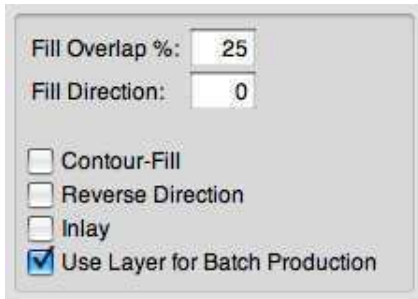 Fill Overlap %: 25
Fill Direction: 0
Contour-Fill
Reverse Direction
Inlay
Use Layer for Batch Production